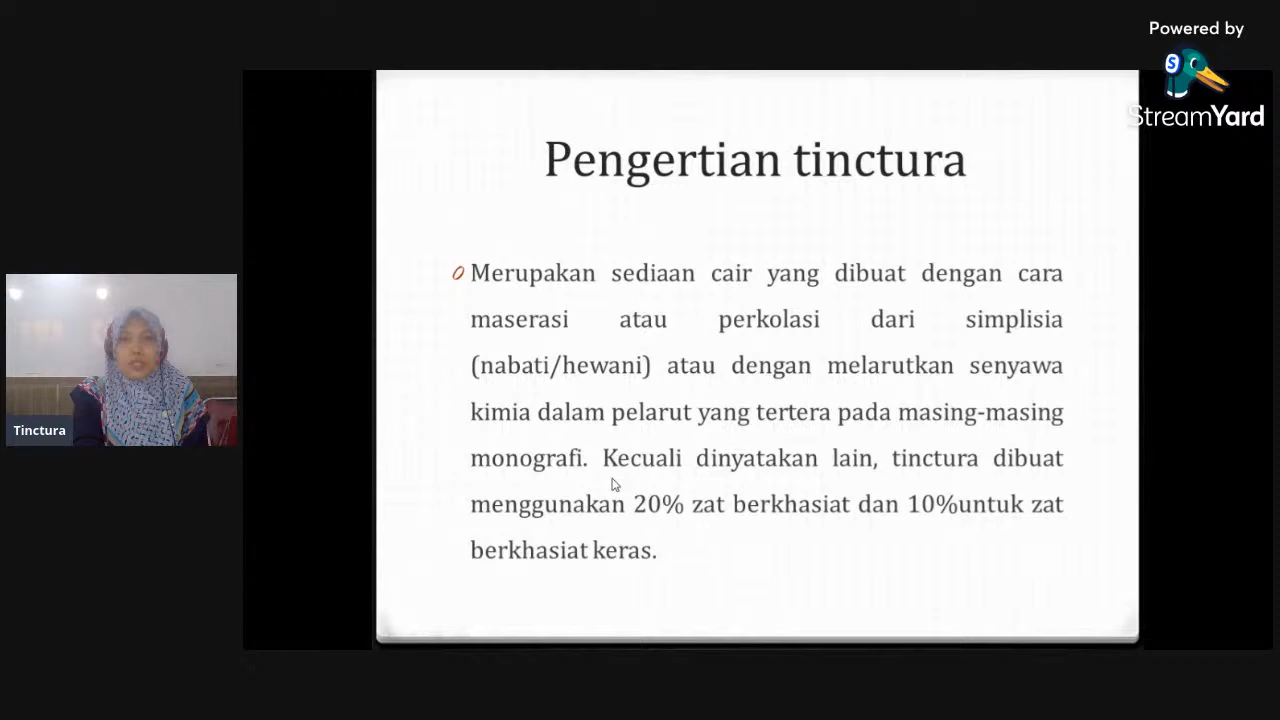 Powered by
StreamYard
Pengertian tinctura
Merupakan sediaan cair yang dibuat dengan cara
maserasi atau perkolasi dari simplisia
(nabati/hewani) atau dengan melarutkan senyawa
kimia dalam pelarut yang tertera pada masing-masing
monografi. Kecuali dinyatakan lain, tinctura dibuat
menggunakan 20% zat berkhasiat dan 10%untuk zat
berkhasiat keras.
Tinctura